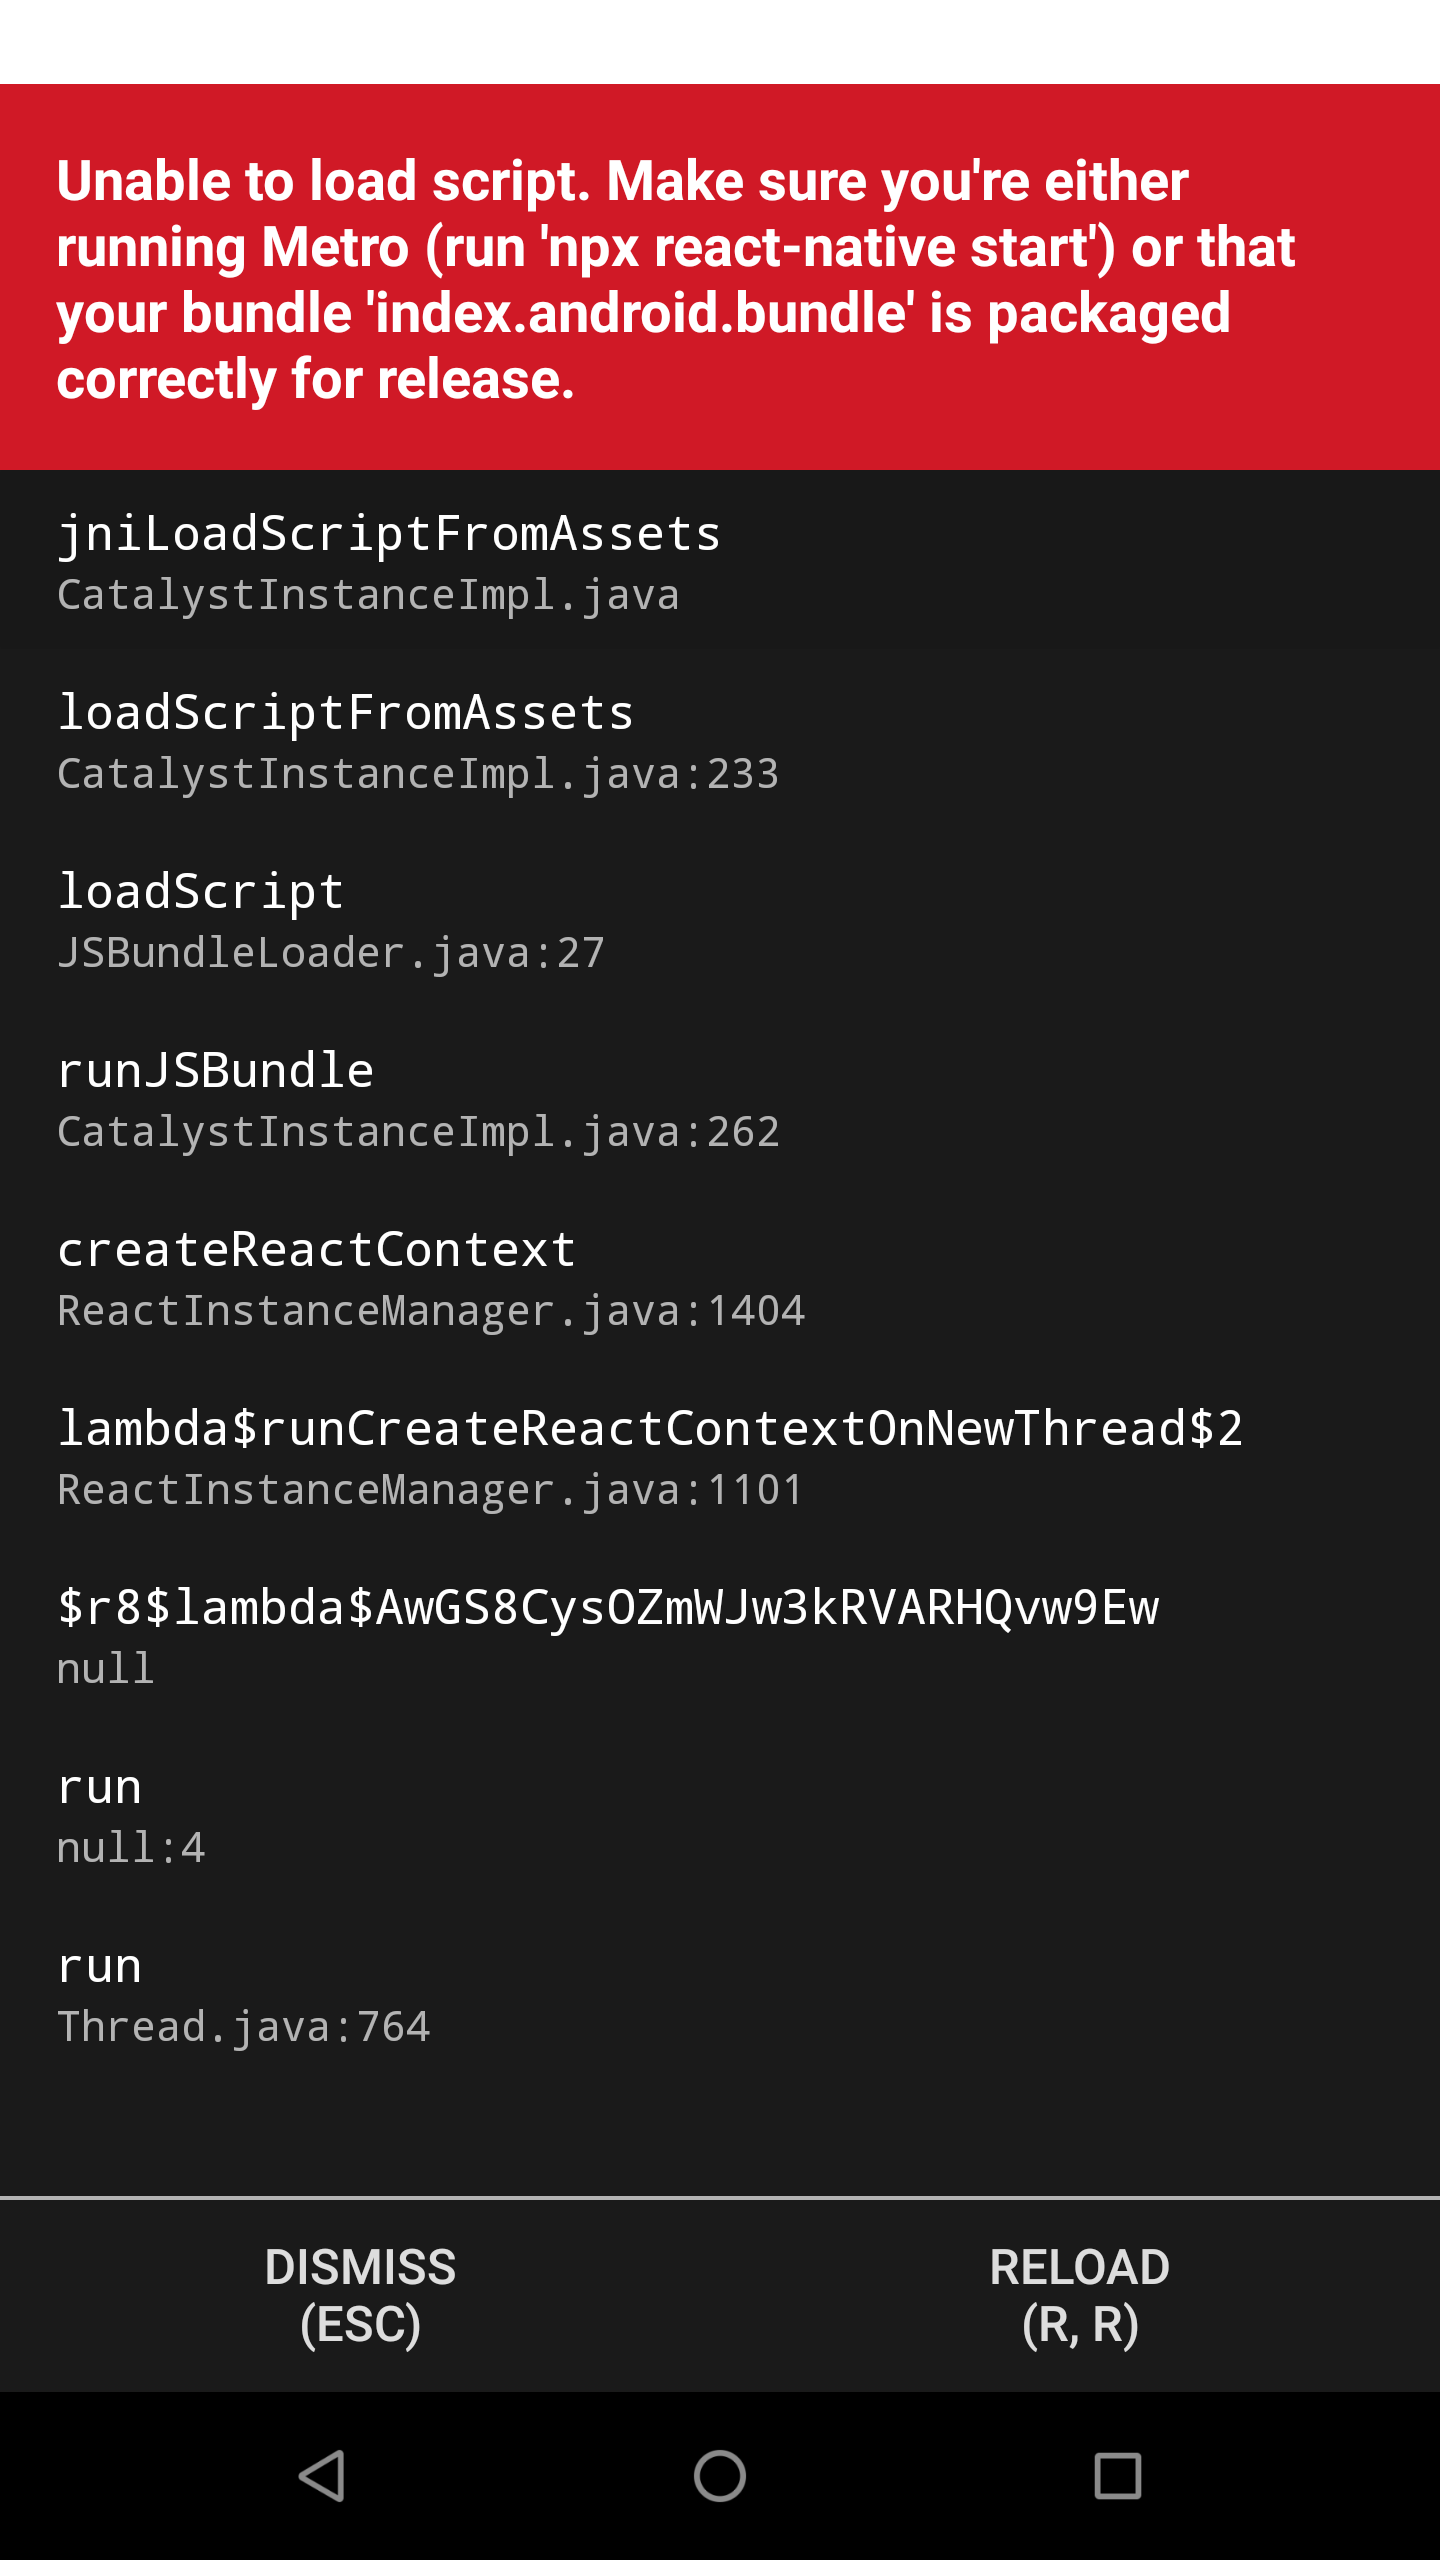 Unable to load script. Make sure you're either
running Metro (run 'npx react-native start') or that
your bundle 'index.android.bundle' is packaged
correctly for release.
jniLoadScriptFromAssets
CatalystInstanceImpl.java
loadScriptFromAssets
CatalystInstanceImpl.java:233
loadScript
JSBundleLoader.java:27
runJSBundle
CatalystInstanceImpl.java:262
createReactContext
ReactInstanceManager.java:1404
lambda$runCreateReactContextOnNewThread$2
ReactInstanceManager.java:1101
$r8$lambda$AwGS8CysOZmWJw3kRVARHQvw9Ew
null
run
null:4
run
Thread.java:764
DISMISS
(ESC)
RELOAD
(R, R)